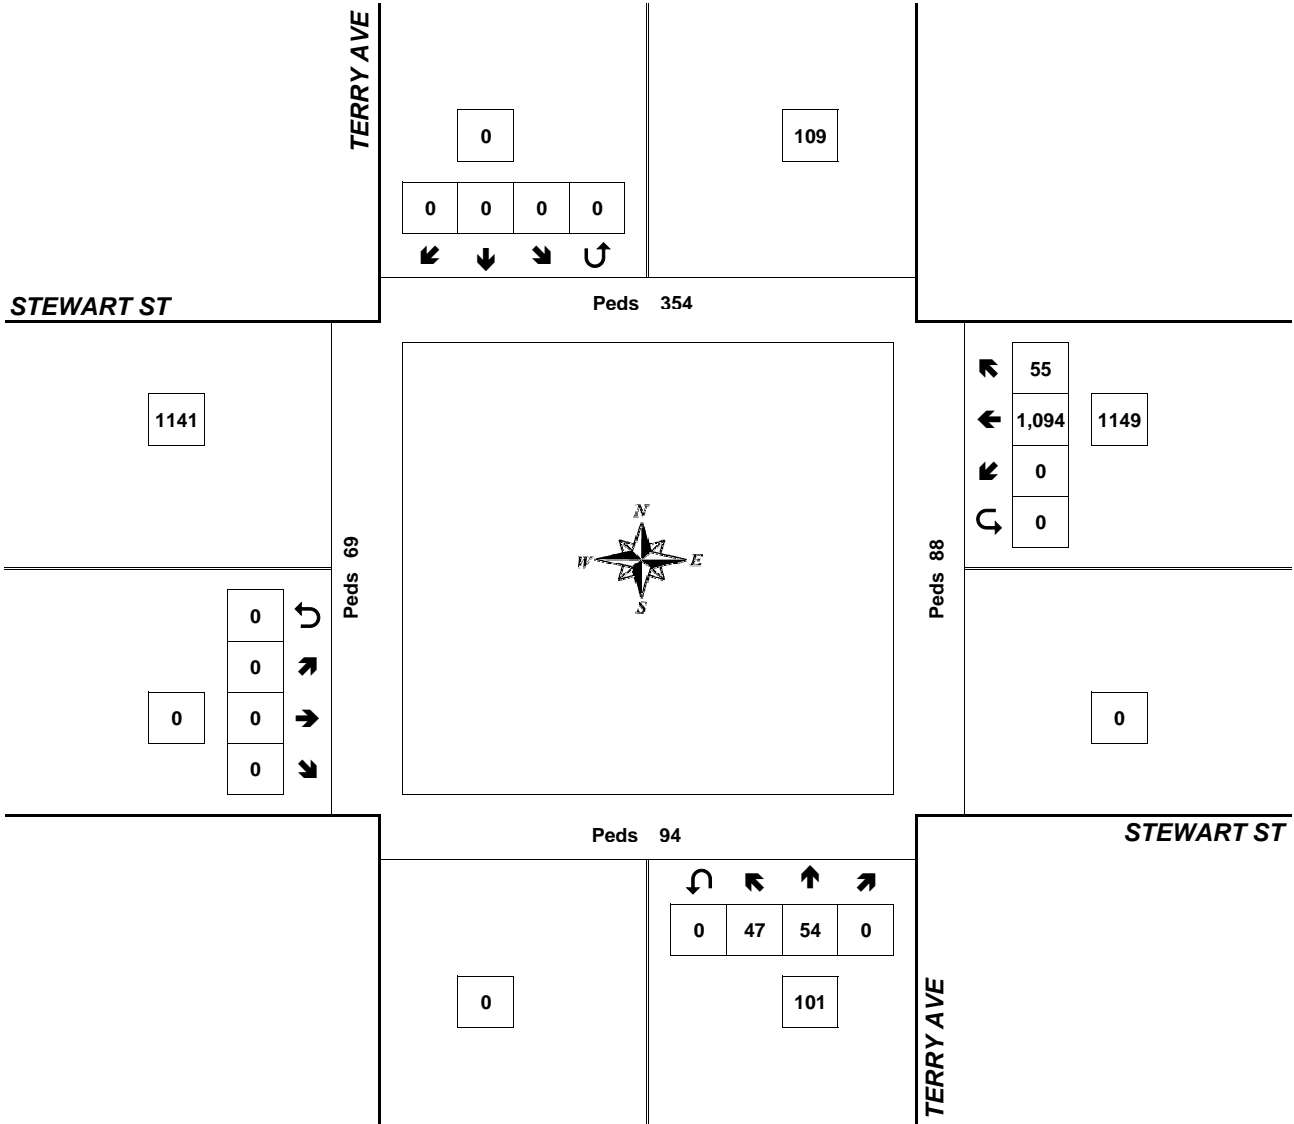 TERRY AVE
0
109
0 0 0 0
Peds 354
STEWART ST
55
1141
1,094 1149
0
0
N
W E
S
Peds 69
Peds 88
0
0
0 0
0
0
Peds 94
STEWART ST
0 47 54 0
0
101
TERRY AVE